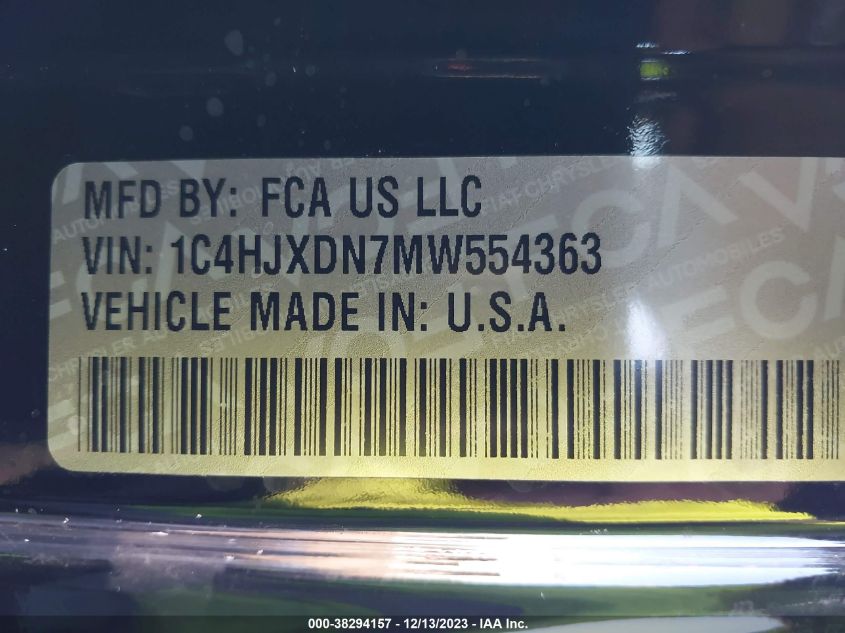 MFD BY: FCA US LLC
VIN: 1C4HJXDN7MW554363
VEHICLE MADE IN: U.S.A.
000-38294157 - 12/13/2023 - IAA Inc.